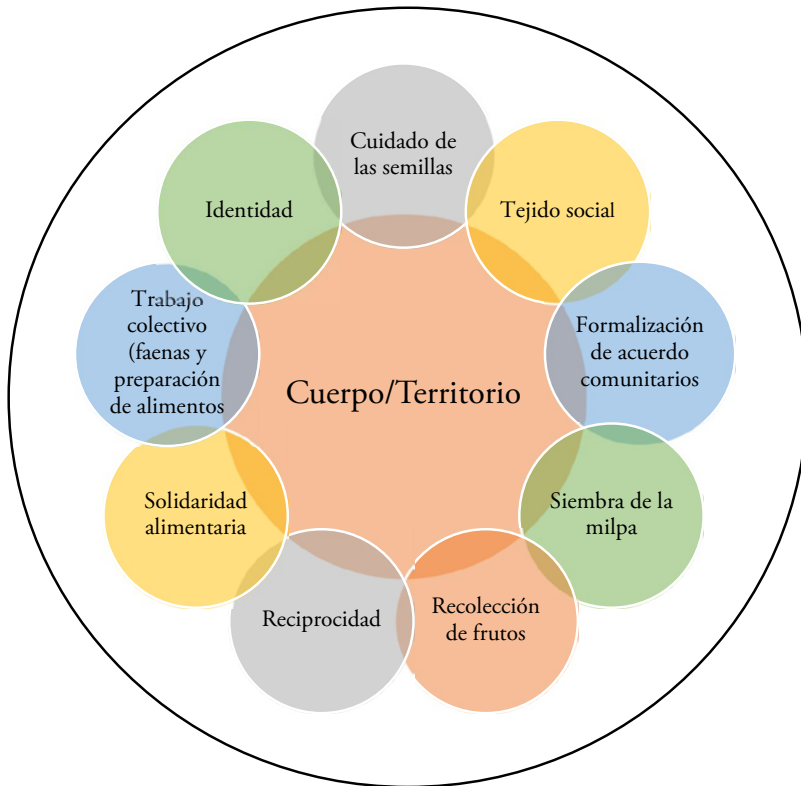 Cuidado de
las semillas
Tejido social
Formalización
de acuerdo
comunitarios
Siembra de la
milpa
Recolección
de frutos
Reciprocidad
Solidaridad
alimentaria
Trabajo
colectivo
(faenas y
preparación
de alimentos
Identidad
Cuerpo/Territorio